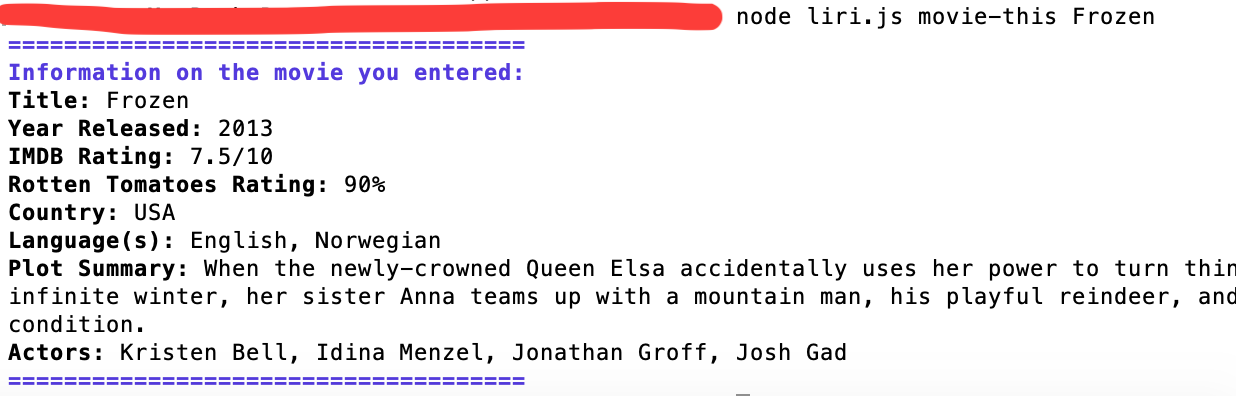 node liri.js movie-this Frozen
=====================================
Information on the movie you entered:
Title: Frozen
Year Released: 2013
IMDB Rating: 7.5/10
Rotten Tomatoes Rating: 90%
Country: USA
Language(s): English, Norwegian
Plot Summary: When the newly-crowned Queen Elsa accidentally uses her power to turn thin
infinite winter, her sister Anna teams up with a mountain man, his playful reindeer, and
condition.
Actors: Kristen Bell, Idina Menzel, Jonathan Groff, Josh Gad
=====================================